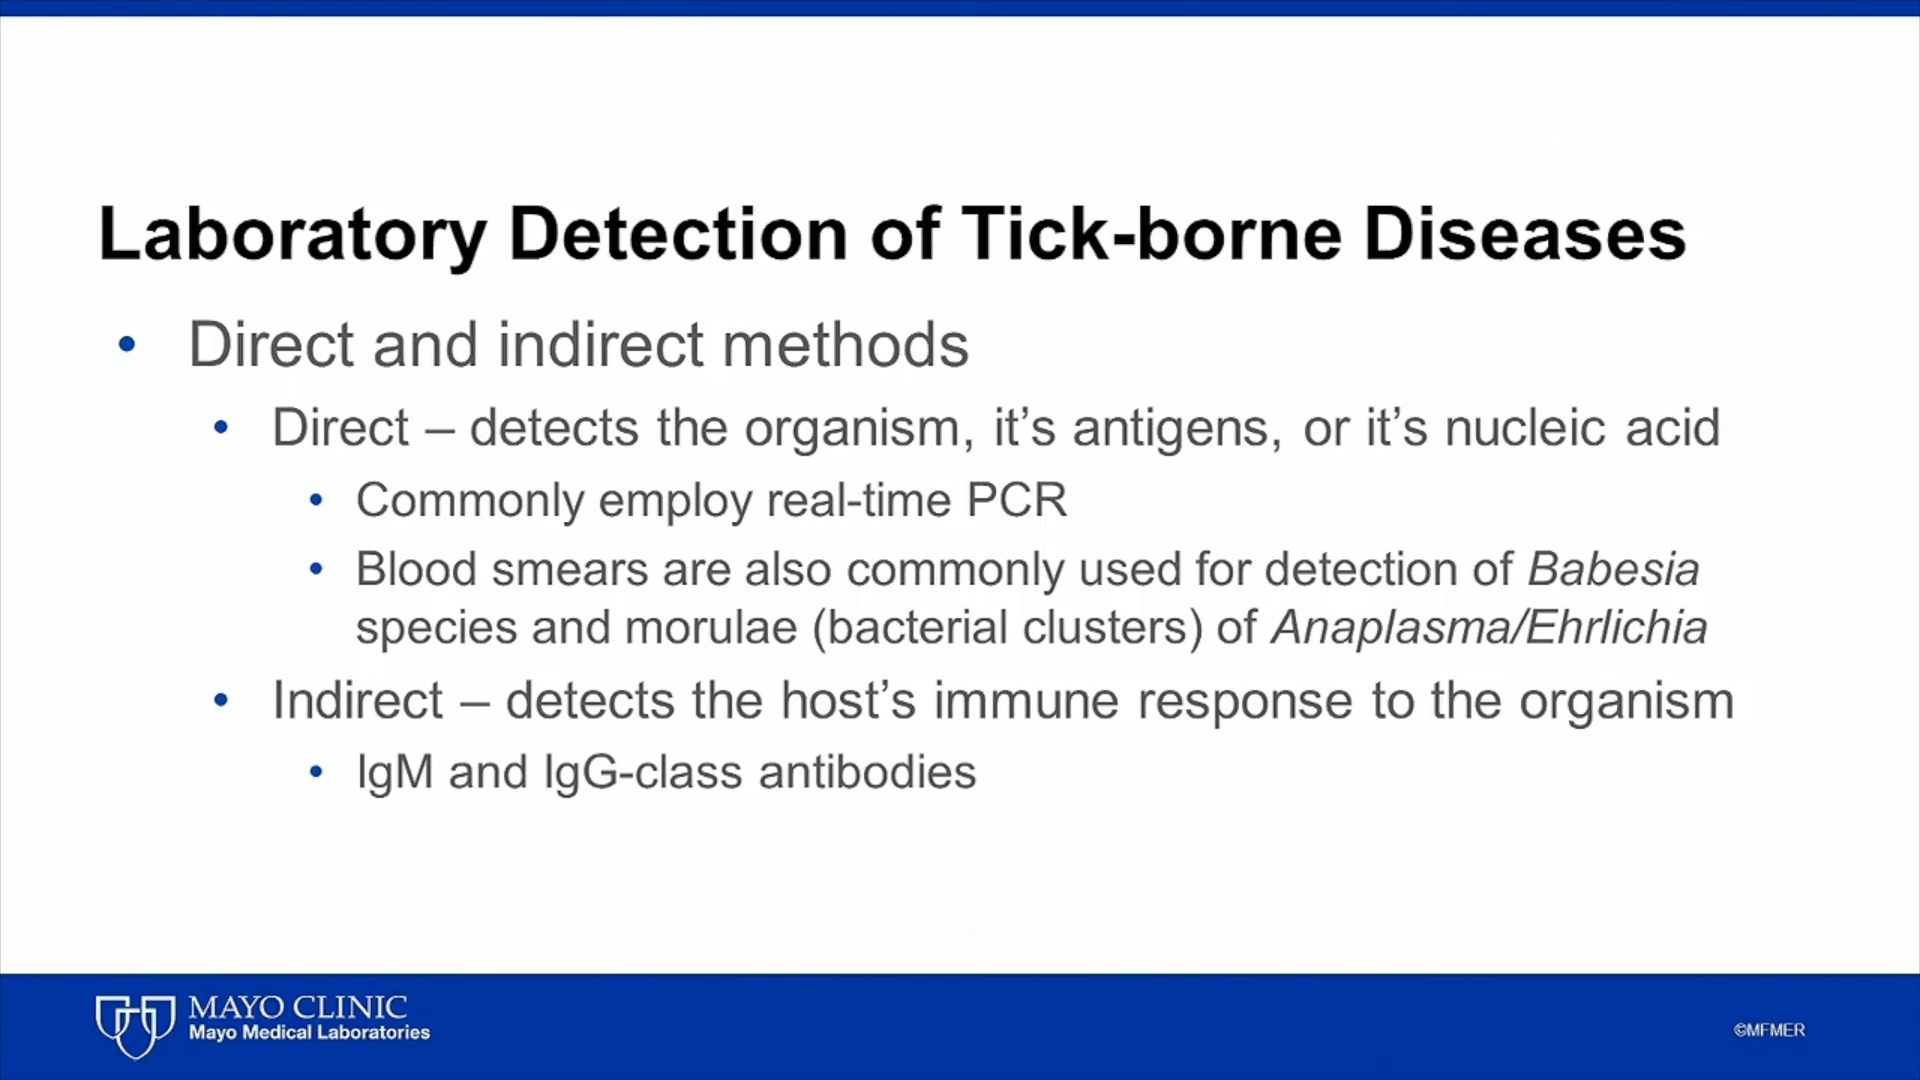 Laboratory Detection of Tick-borne Diseases
• Direct and indirect methods
• Direct – detects the organism, it’s antigens, or it’s nucleic acid
• Commonly employ real-time PCR
• Blood smears are also commonly used for detection of Babesia
species and morulae (bacterial clusters) of Anaplasma/Ehrlichia
• Indirect – detects the host’s immune response to the organism
• IgM and IgG-class antibodies
MAYO CLINIC
Mayo Medical Laboratories
©MFMER